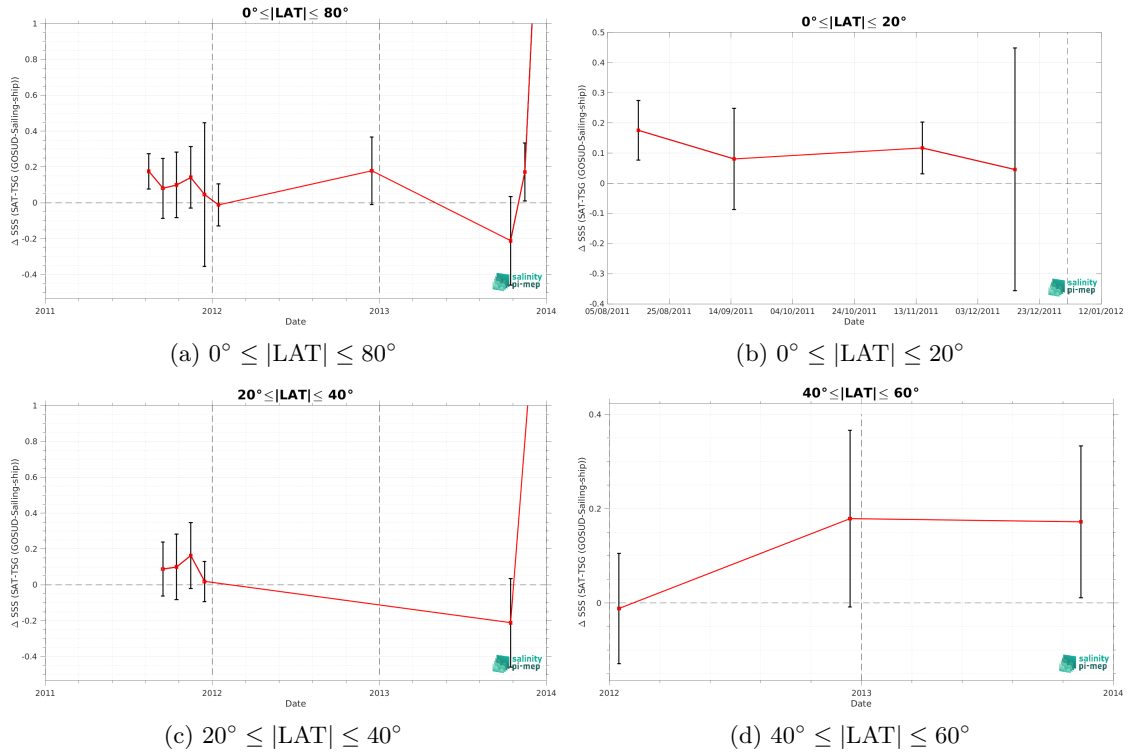 0°≤|LAT|≤ 80°
Δ SSS (SAT-TSG (GOSUD-Sailing-ship))
1
0.8
0.6
0.4
0.2
0
-0.2
-0.4
2011
2012
2013
2014
Date
salinity
pi-mep
(a) 0° ≤ |LAT| ≤ 80°
0°≤|LAT|≤ 20°
Δ SSS (SAT-TSG (GOSUD-Sailing-ship))
0.5
0.4
0.3
0.2
0.1
0
-0.1
-0.2
-0.3
-0.4
05/08/2011
25/08/2011
14/09/2011
04/10/2011
24/10/2011
13/11/2011
03/12/2011
23/12/2011
12/01/2012
Date
salinity
pi-mep
(b) 0° ≤ |LAT| ≤ 20°
20°≤|LAT|≤ 40°
Δ SSS (SAT-TSG (GOSUD-Sailing-ship))
1
0.8
0.6
0.4
0.2
0
-0.2
-0.4
2011
2012
2013
2014
Date
salinity
pi-mep
(c) 20° ≤ |LAT| ≤ 40°
40°≤|LAT|≤ 60°
Δ SSS (SAT-TSG (GOSUD-Sailing-ship))
0.4
0.2
0
2012
2013
2014
Date
salinity
pi-mep
(d) 40° ≤ |LAT| ≤ 60°